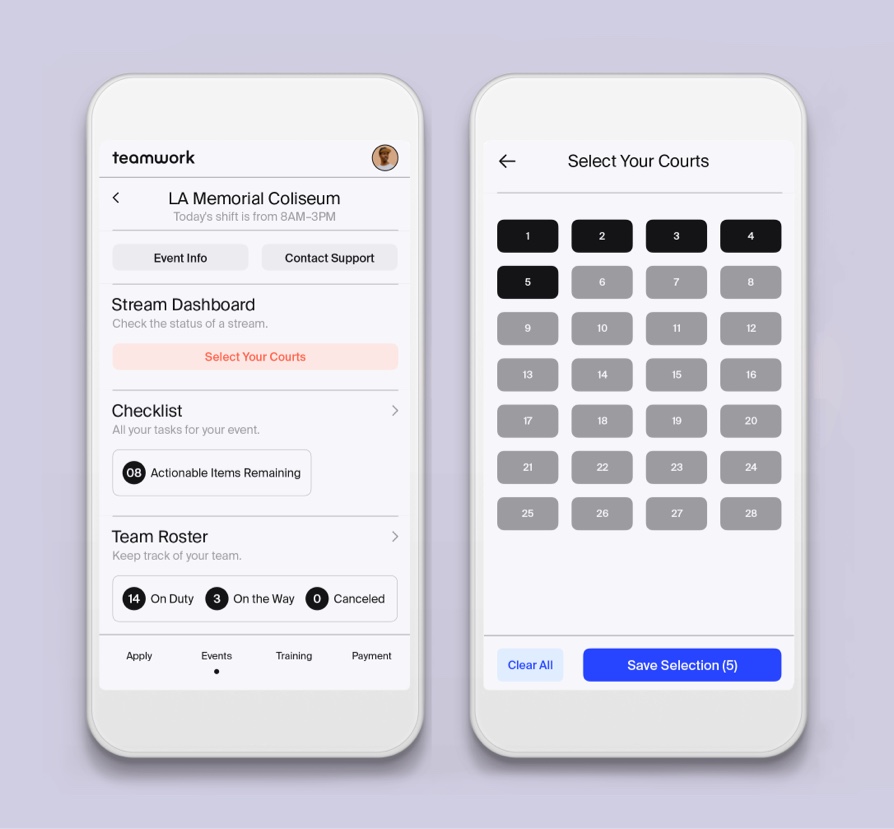 teamwork
LA Memorial Coliseum
Today's shift is from 8AM–3PM
Event Info Contact Support
Stream Dashboard
Check the status of a stream.
Select Your Courts
Checklist
All your tasks for your event.
08 Actionable Items Remaining
Team Roster
Keep track of your team.
14 On Duty 3 On the Way 0 Canceled
Apply Events Training Payment
Select Your Courts
1 2 3 4
5 6 7 8
9 10 11 12
13 14 15 16
17 18 19 20
21 22 23 24
25 26 27 28
Clear All Save Selection (5)